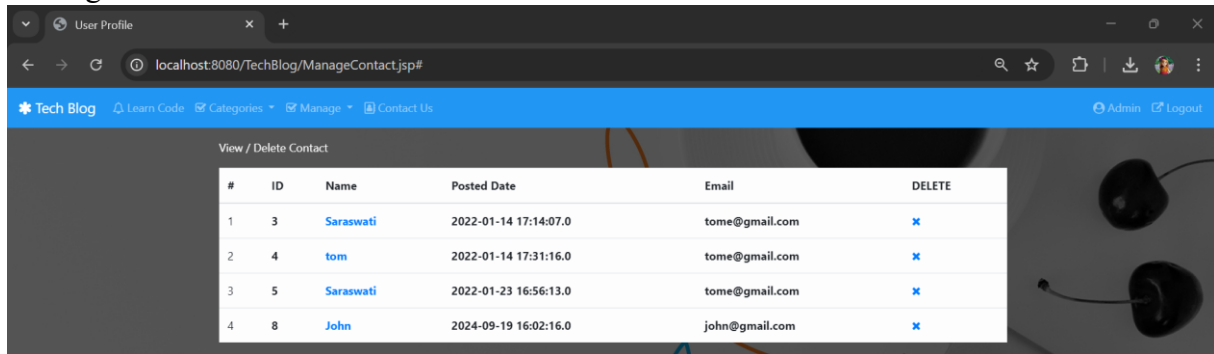 User Profile
localhost:8080/TechBlog/ManageContact.jsp#
Tech Blog Learn Code Categories Manage Contact Us Admin Logout
View / Delete Contact
# ID Name Posted Date Email DELETE
1 3 Saraswati 2022-01-14 17:14:07.0 tome@gmail.com
2 4 tom 2022-01-14 17:31:16.0 tome@gmail.com
3 5 Saraswati 2022-01-23 16:56:13.0 tome@gmail.com
4 8 John 2024-09-19 16:02:16.0 john@gmail.com